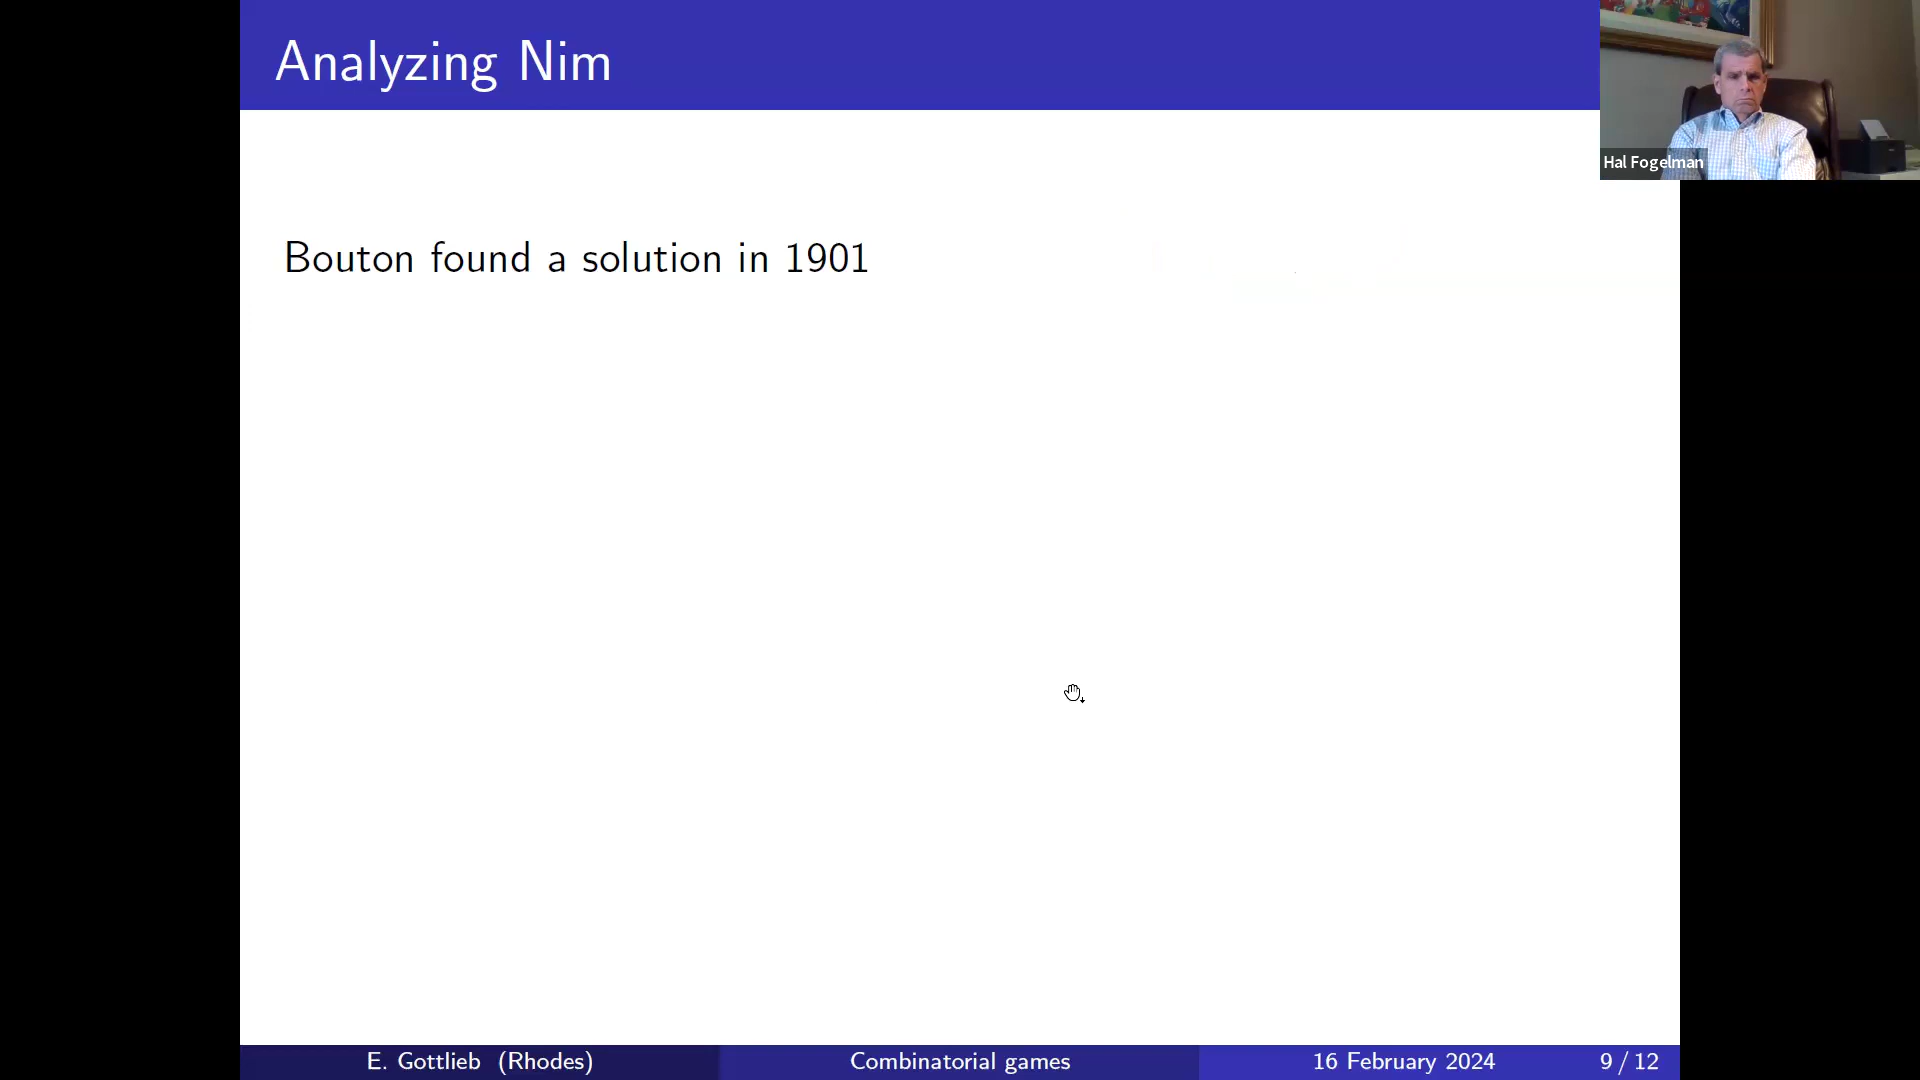 Analyzing Nim
Hal Fogelman
Bouton found a solution in 1901
E. Gottlieb (Rhodes) Combinatorial games 16 February 2024 9 / 12